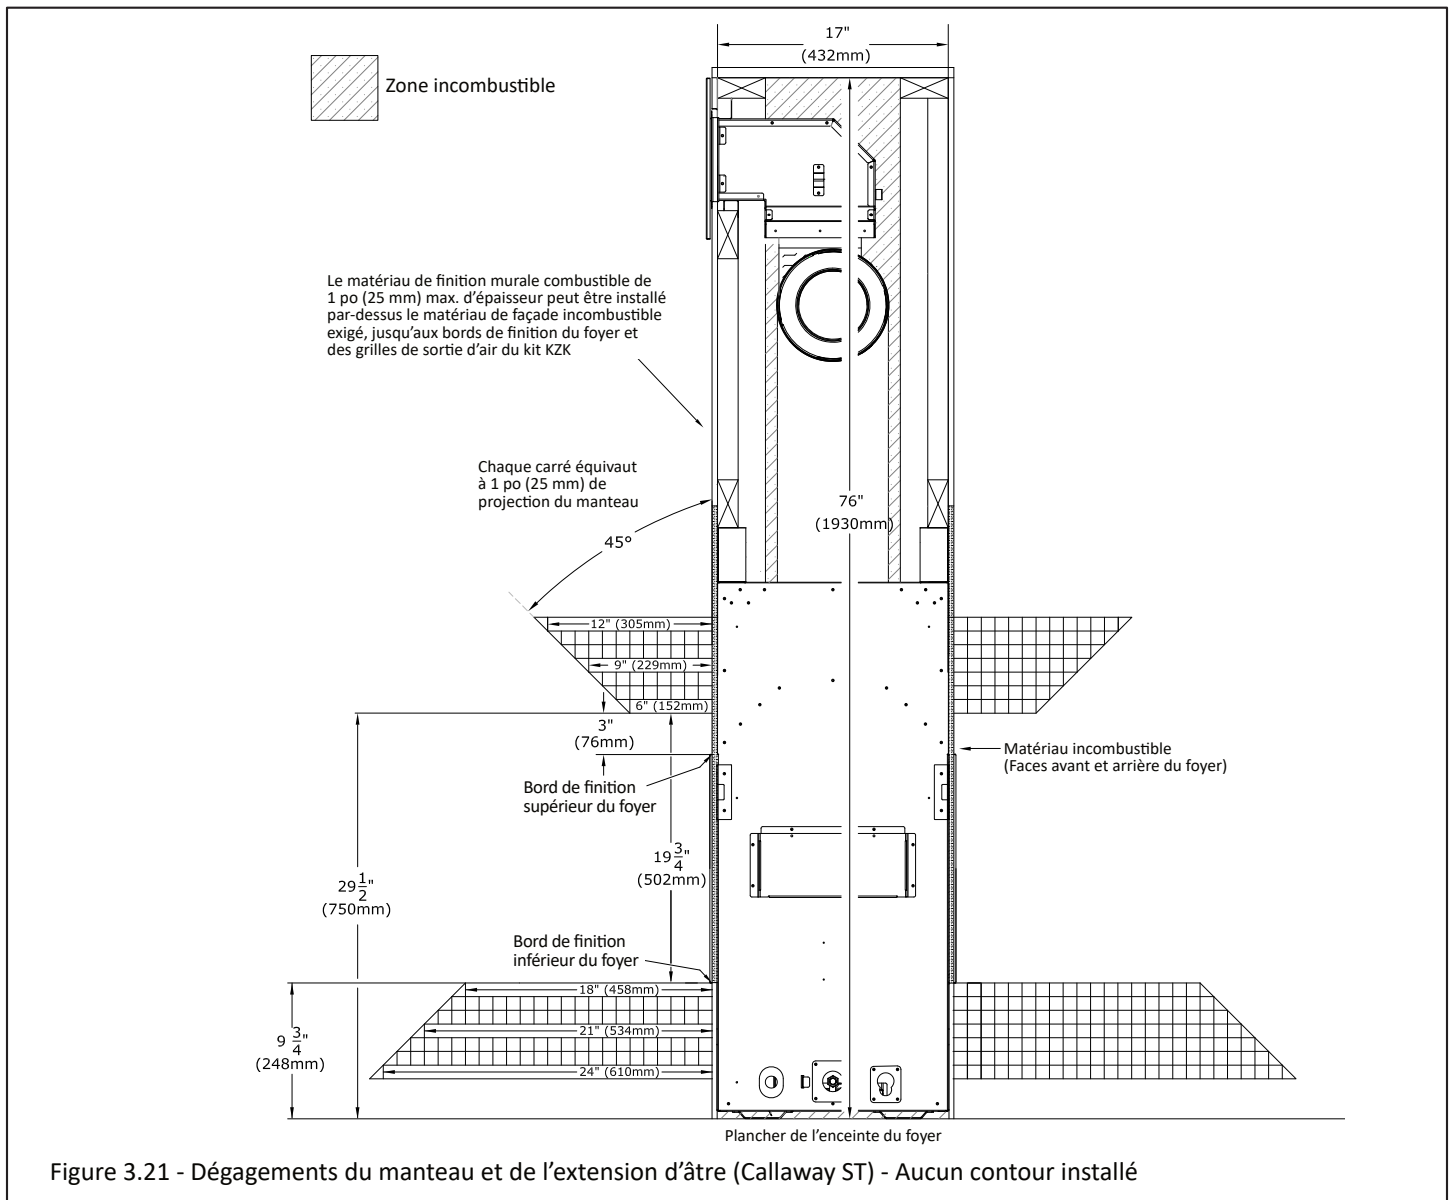 17"
(432mm)
Zone incombustible
Le matériau de finition murale combustible de
1 po (25 mm) max. d'épaisseur peut être installé
par-dessus le matériau de façade incombustible
exigé, jusqu'aux bords de finition du foyer et
des grilles de sortie d'air du kit KZK
Chaque carré équivaut
à 1 po (25 mm) de
projection du manteau
76"
(1930mm)
45°
12" (305mm)
9" (229mm)
6" (152mm)
3"
(76mm)
Matériau incombustible
(Faces avant et arrière du foyer)
Bord de finition
supérieur du foyer
19 3/4"
(502mm)
29 1/2"
(750mm)
Bord de finition
inférieur du foyer
18" (458mm)
21" (534mm)
9 3/4"
(248mm)
24" (610mm)
Plancher de l'enceinte du foyer
Figure 3.21 - Dégagements du manteau et de l'extension d'âtre (Callaway ST) - Aucun contour installé